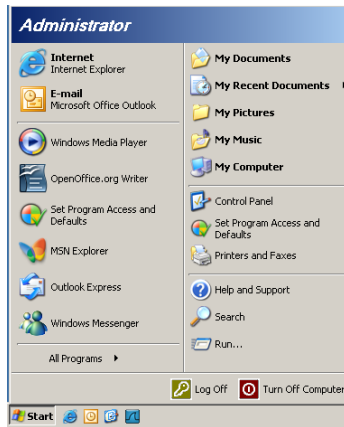 Administrator
Internet
Internet Explorer
E-mail
Microsoft Office Outlook
Windows Media Player
OpenOffice.org Writer
Set Program Access and
Defaults
MSN Explorer
Outlook Express
Windows Messenger
All Programs
My Documents
My Recent Documents
My Pictures
My Music
My Computer
Control Panel
Set Program Access and
Defaults
Printers and Faxes
Help and Support
Search
Run...
Log Off
Turn Off Computer
Start